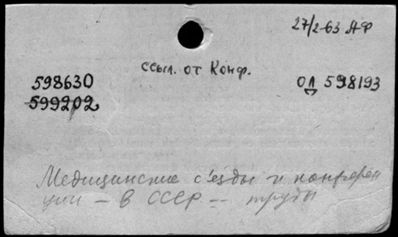 27/2-63 АФ
ссыл. от Конф.
598630 ОЛ 598193
599202
Медицинские съезды и конферен
ции – в СССР – труды